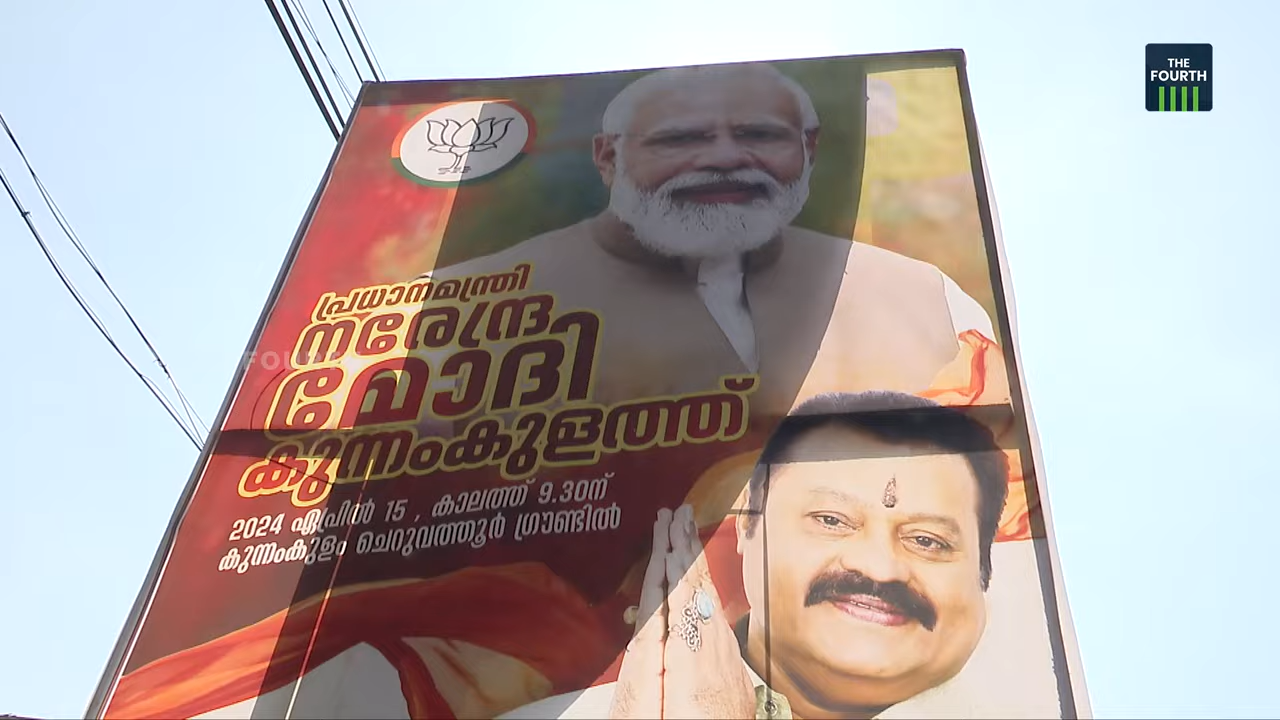 THE
FOURTH
പ്രധാനമന്ത്രി
നരേന്ദ്ര
മോദി
കുന്നംകുളത്ത്
2024 ഏപ്രിൽ 15 , കാലത്ത് 9.30ന്
കുന്നംകുളം ചെറുവത്തൂർ ഗ്രൗണ്ടിൽ